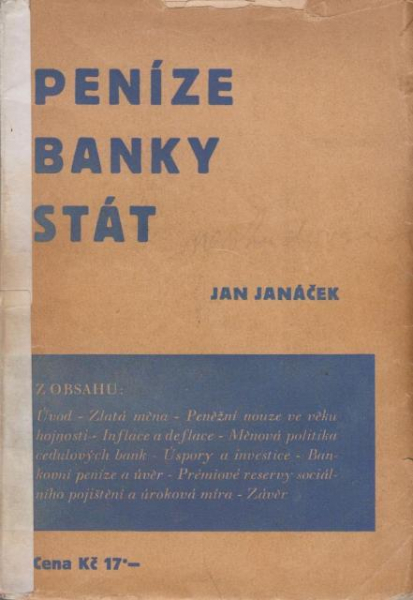 PENÍZE
BANKY
STÁT
JAN JANÁČEK
Z OBSAHU:
Úvod - Zlatá měna - Peněžní nouze ve věku
hojnosti - Inflace a deflace - Měnová politika
cedulových bank - Úspory a investice - Ban-
kovní peníze a úvěr - Prémiové reservy sociál-
ního pojištění a úroková míra - Závěr
Cena Kč 17·—